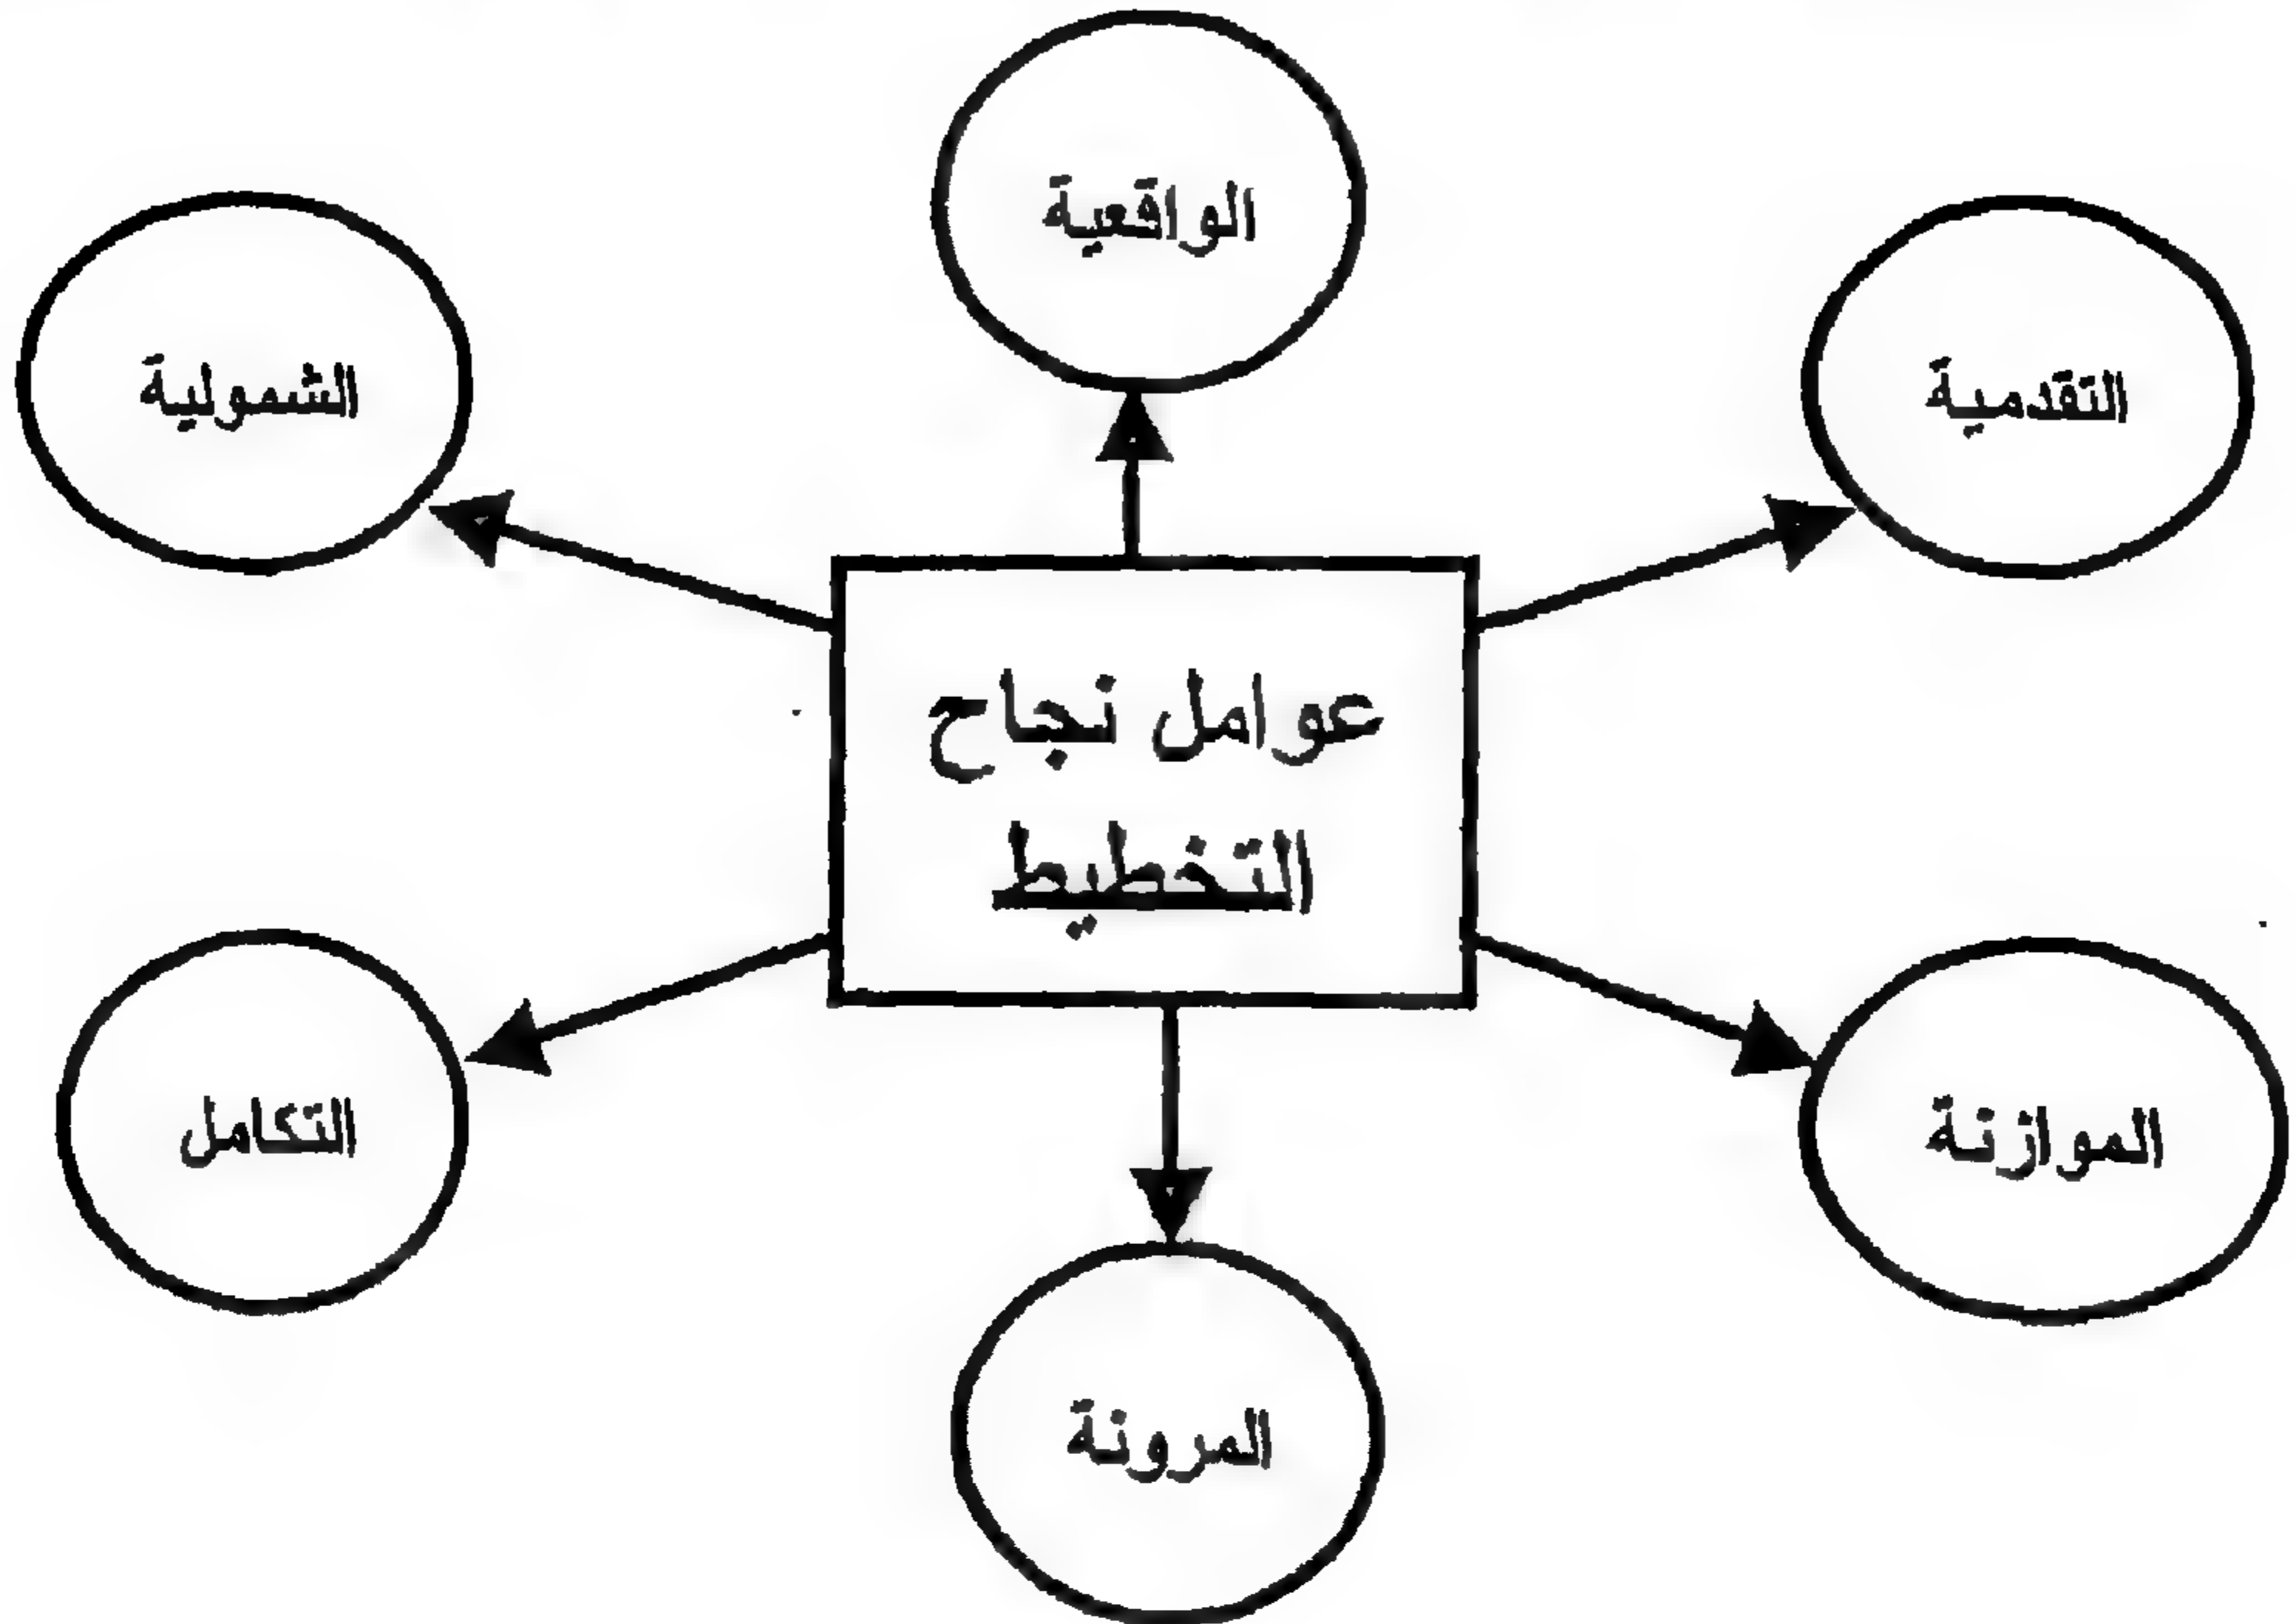 الواقعية
التقدمية
الشمولية
عوامل نجاح
التخطيط
الموازنة
التكامل
المرونة